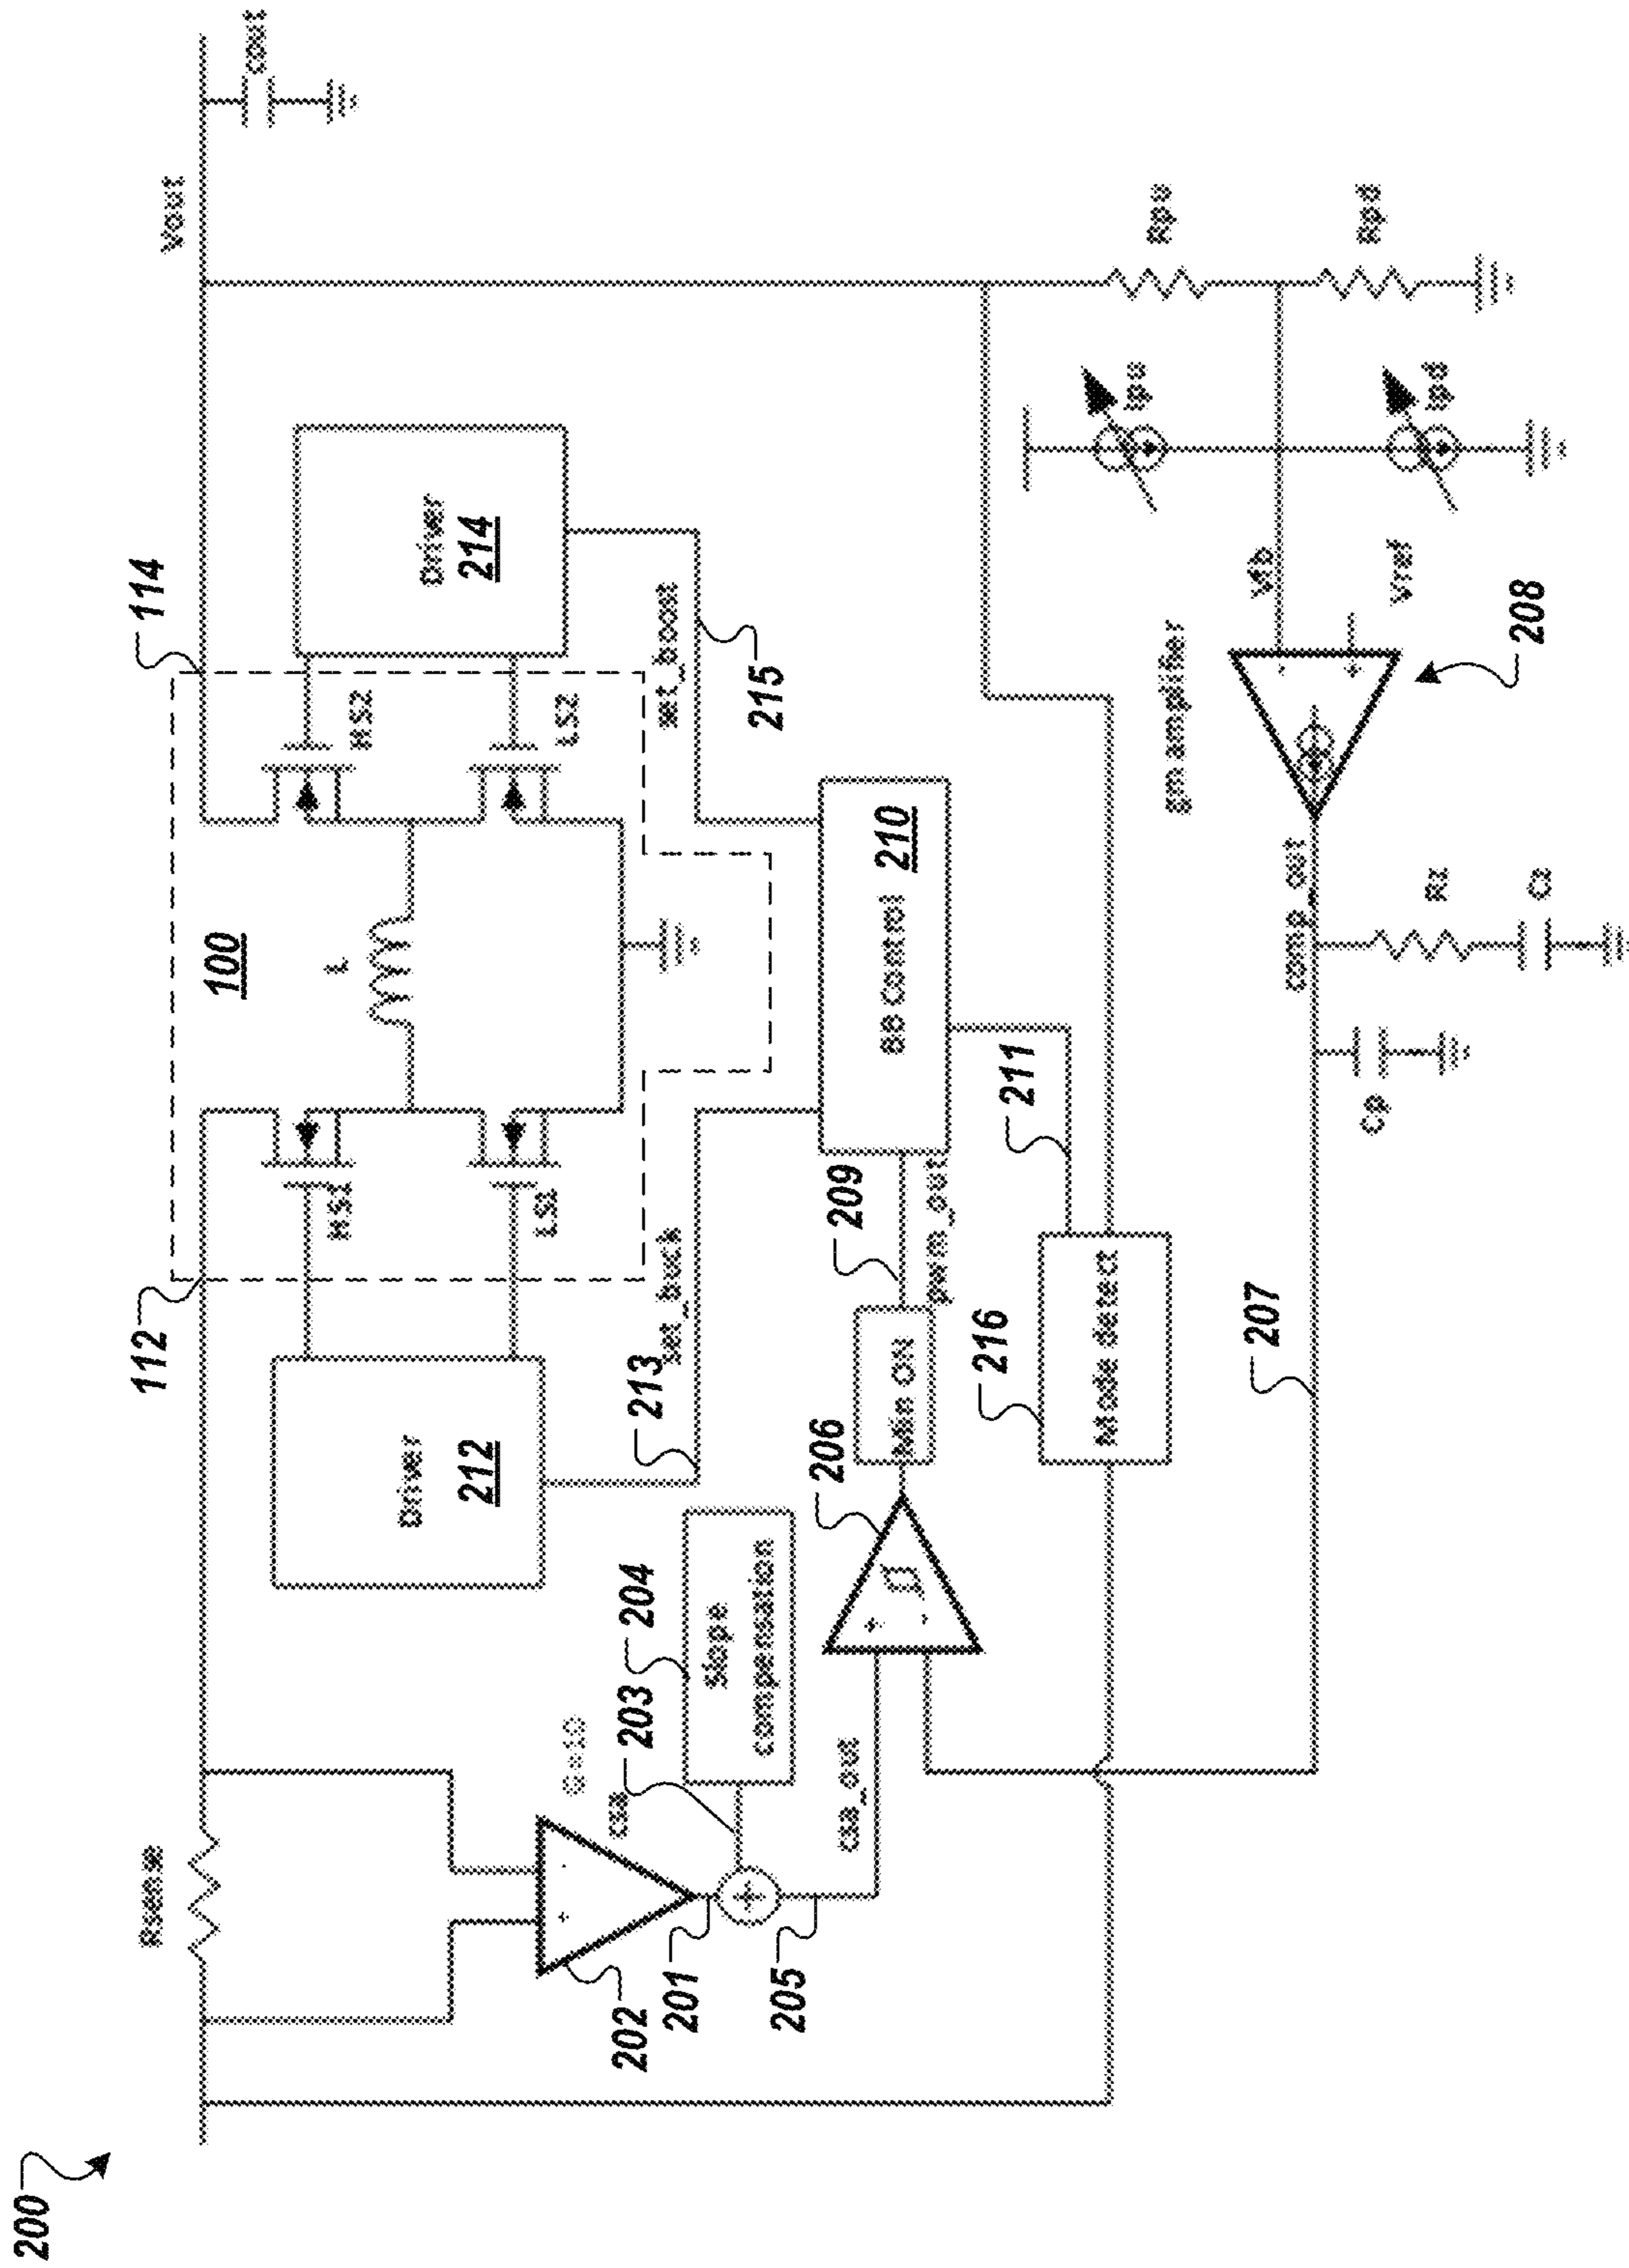 200
Rsense
112
114
Vout
cout
202
201
205
csa
G=10
203
204
Slope
compensation
csa_out
Driver
212
213
set_buck
HS1
LS1
100
L
HS2
LS2
Driver
214
set_boost
215
206
+
-
Min ON
209
pwm_out
BB Control
210
216
Mode detect
211
207
Cp
comp_out
Rz
Cz
gm amplifier
208
vfb
vref
Ipu
Ipd
Rpu
Rpd